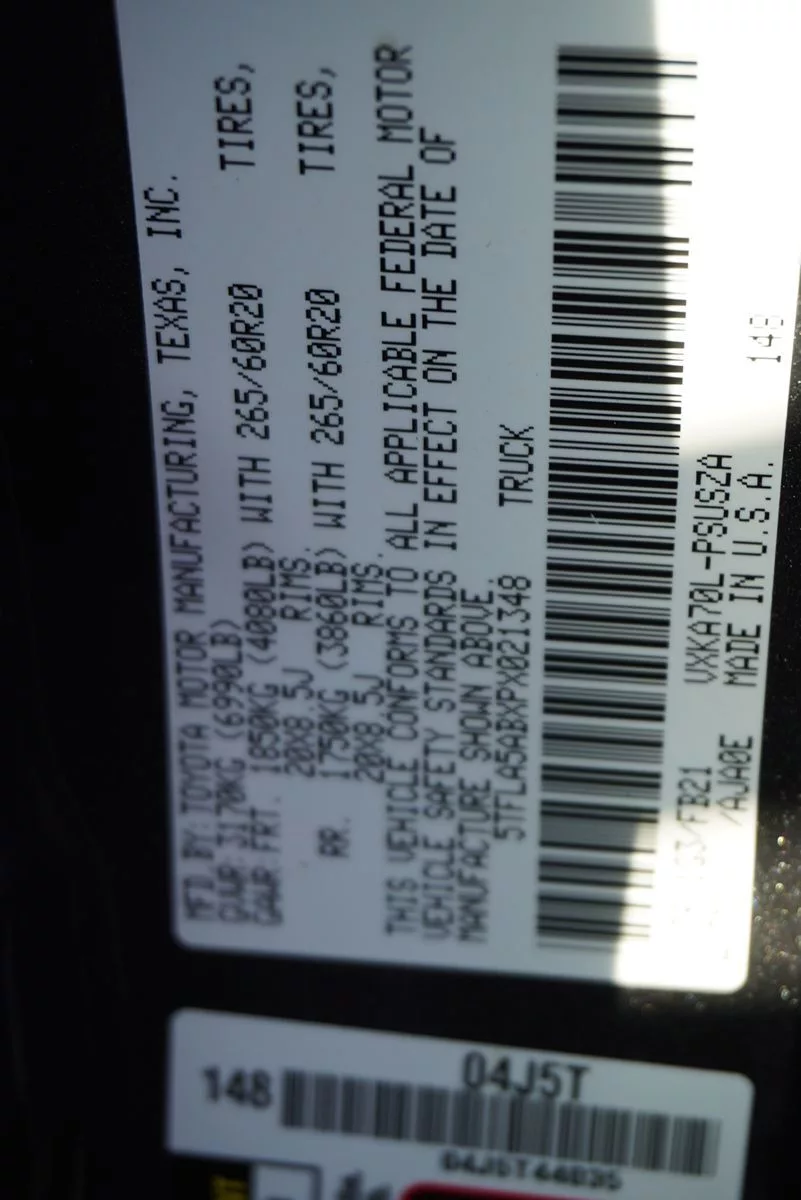 MFD.BY:TOYOTA MOTOR MANUFACTURING, TEXAS, INC.
GVWR:3170KG (6990LB)
GAWR:FRT. 1850KG (4080LB) WITH 265/60R20 TIRES,
20X8.5J RIMS.
RR. 1750KG (3860LB) WITH 265/60R20 TIRES,
20X8.5J RIMS.
THIS VEHICLE CONFORMS TO ALL APPLICABLE FEDERAL MOTOR
VEHICLE SAFETY STANDARDS IN EFFECT ON THE DATE OF
MANUFACTURE SHOWN ABOVE.
5TFLA5ABXPX021348 TRUCK
/FB21 VXKA70L-PSUSZA
/AJA0E MADE IN U.S.A. 148
148 04J5T